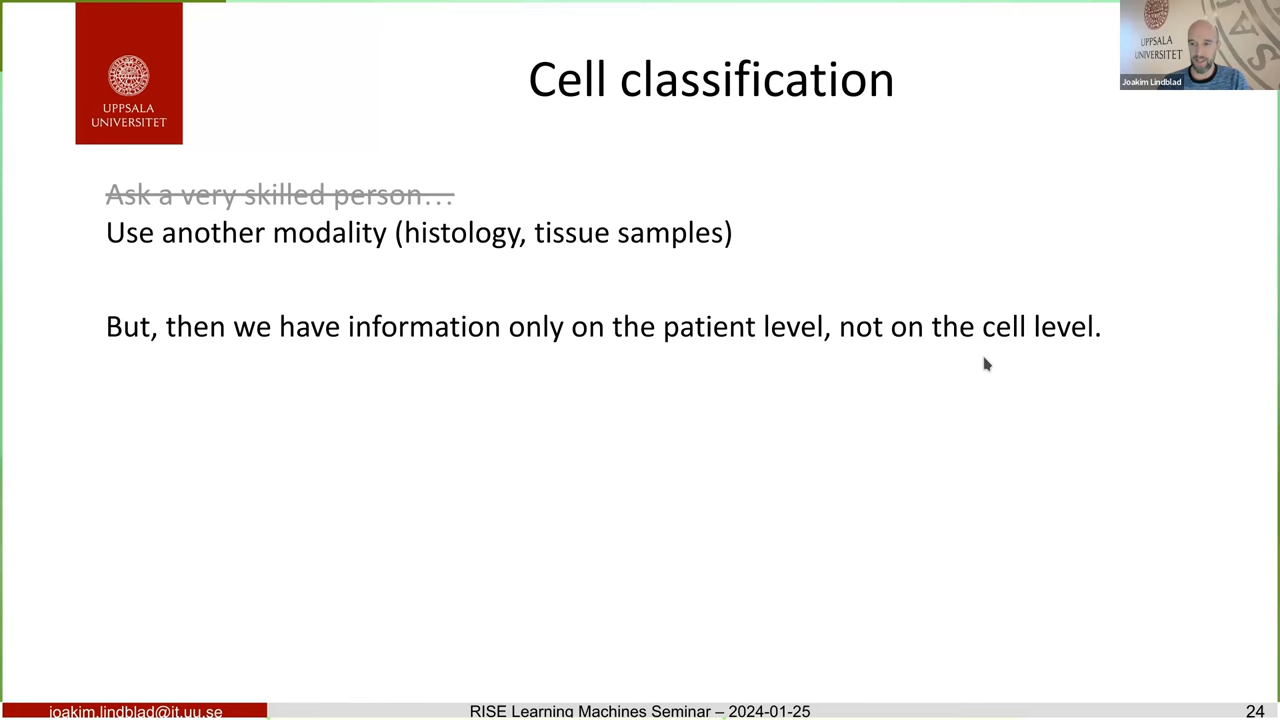 UPPSALA
UNIVERSITET
Cell classification
UPPSALA
UNIVERSITET
Joakim Lindblad
Ask a very skilled person...
Use another modality (histology, tissue samples)
But, then we have information only on the patient level, not on the cell level.
joakim.lindblad@it.uu.se
RISE Learning Machines Seminar – 2024-01-25
24